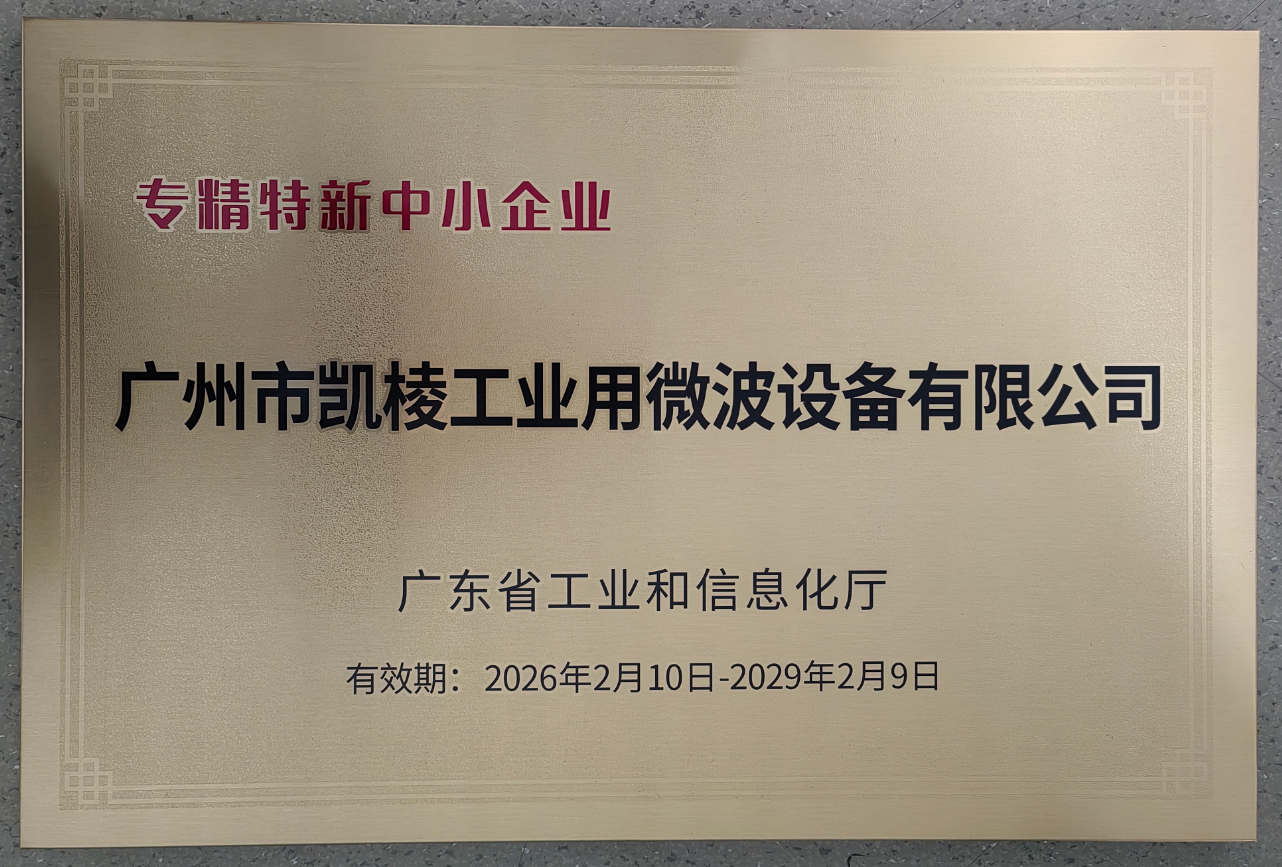 专精特新中小企业
广州市凯棱工业用微波设备有限公司
广东省工业和信息化厅
有效期：2026年2月10日-2029年2月9日